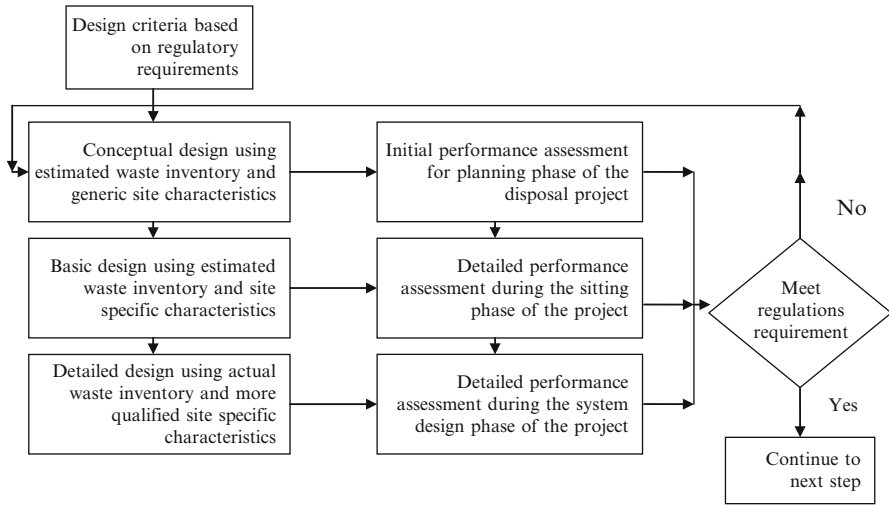 Design criteria based
on regulatory
requirements
Conceptual design using
estimated waste inventory and
generic site characteristics
Initial performance assessment
for planning phase of the
disposal project
No
Basic design using estimated
waste inventory and site
specific characteristics
Detailed performance
assessment during the sitting
phase of the project
Meet
regulations
requirement
Detailed design using actual
waste inventory and more
qualified site specific
characteristics
Detailed performance
assessment during the system
design phase of the project
Yes
Continue to
next step